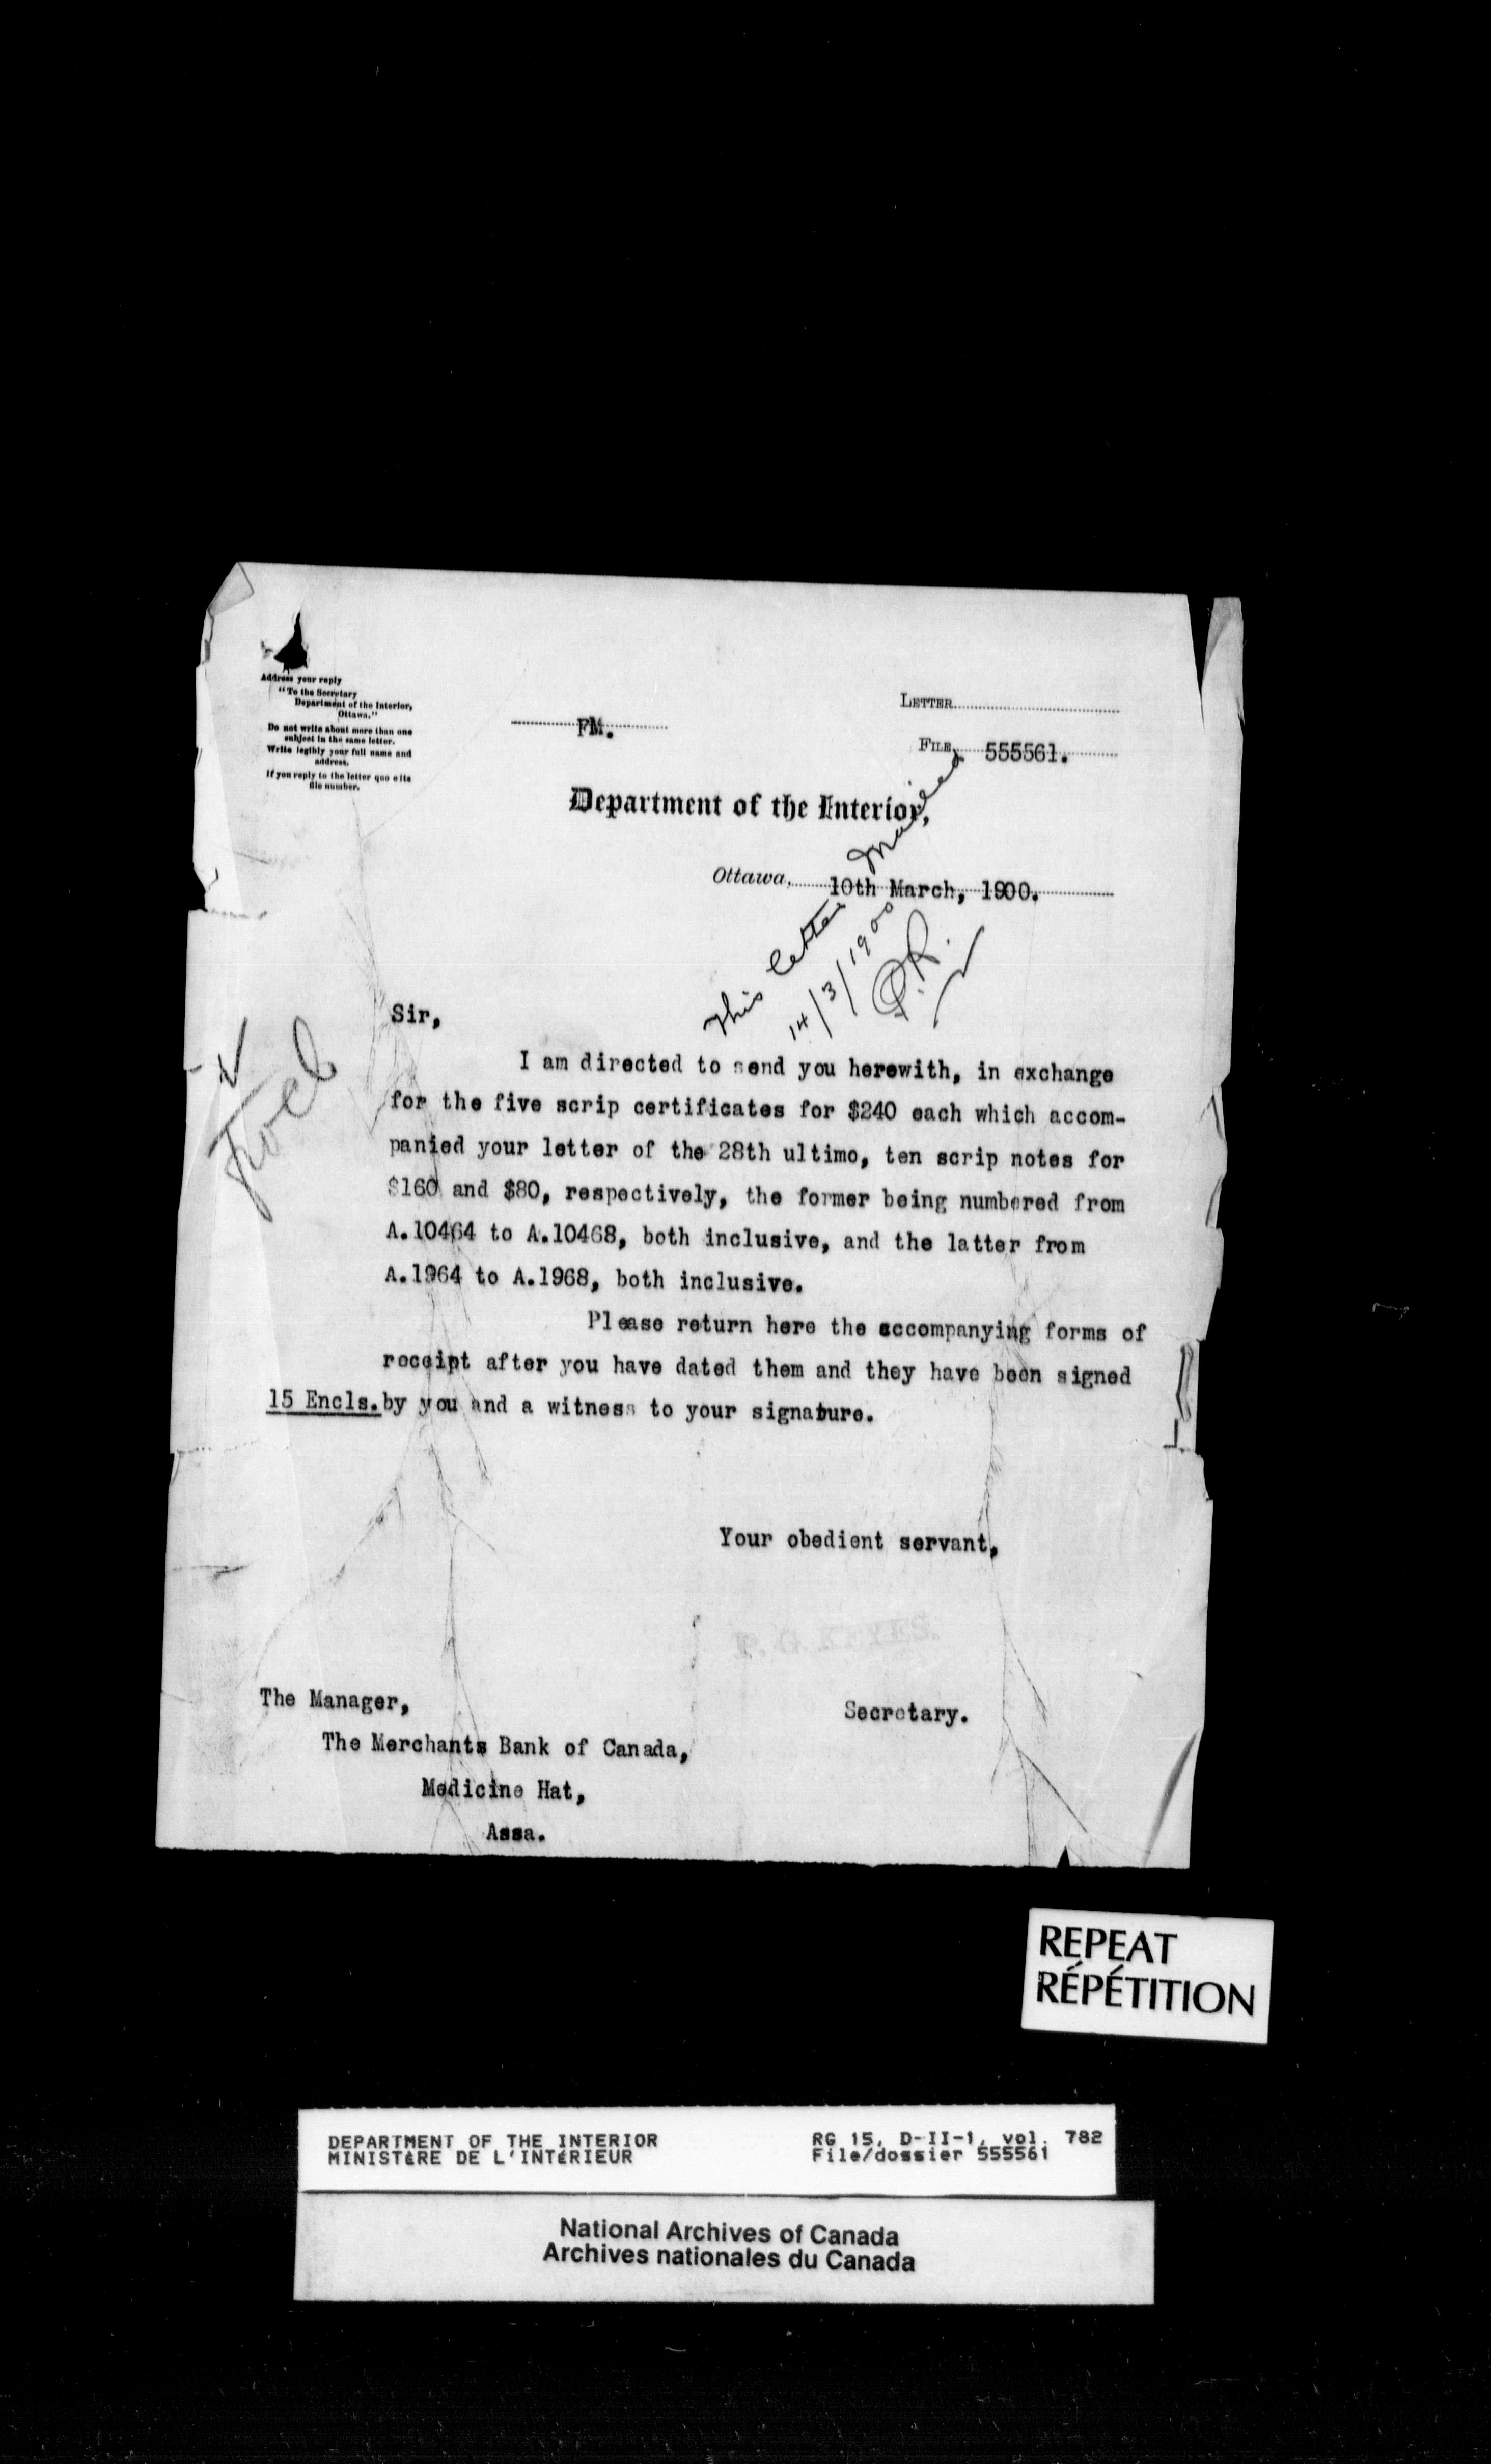 Address your reply
"To the Secretary
Department of the Interior,
Ottawa."
Do not write about more than one
subject in the same letter.
Write legibly your full name and
address.
If you reply to the letter quo e its
file number.
FM.
LETTER
FILE 555561.
Department of the Interior,
Ottawa, 10th March, 1900.
This letter mailed
14/3/1900
Sir,
I am directed to send you herewith, in exchange
for the five scrip certificates for $240 each which accom-
panied your letter of the 28th ultimo, ten scrip notes for
$160 and $80, respectively, the former being numbered from
A.10464 to A.10468, both inclusive, and the latter from
A.1964 to A.1968, both inclusive.
Please return here the accompanying forms of
receipt after you have dated them and they have been signed
15 Encls. by you and a witness to your signature.
Your obedient servant,
P. G. KEYES.
Secretary.
The Manager,
The Merchants Bank of Canada,
Medicine Hat,
Assa.
REPEAT
RÉPÉTITION
DEPARTMENT OF THE INTERIOR
MINISTÈRE DE L'INTÉRIEUR
RG 15, D-II-1, vol. 782
File/dossier 555561
National Archives of Canada
Archives nationales du Canada